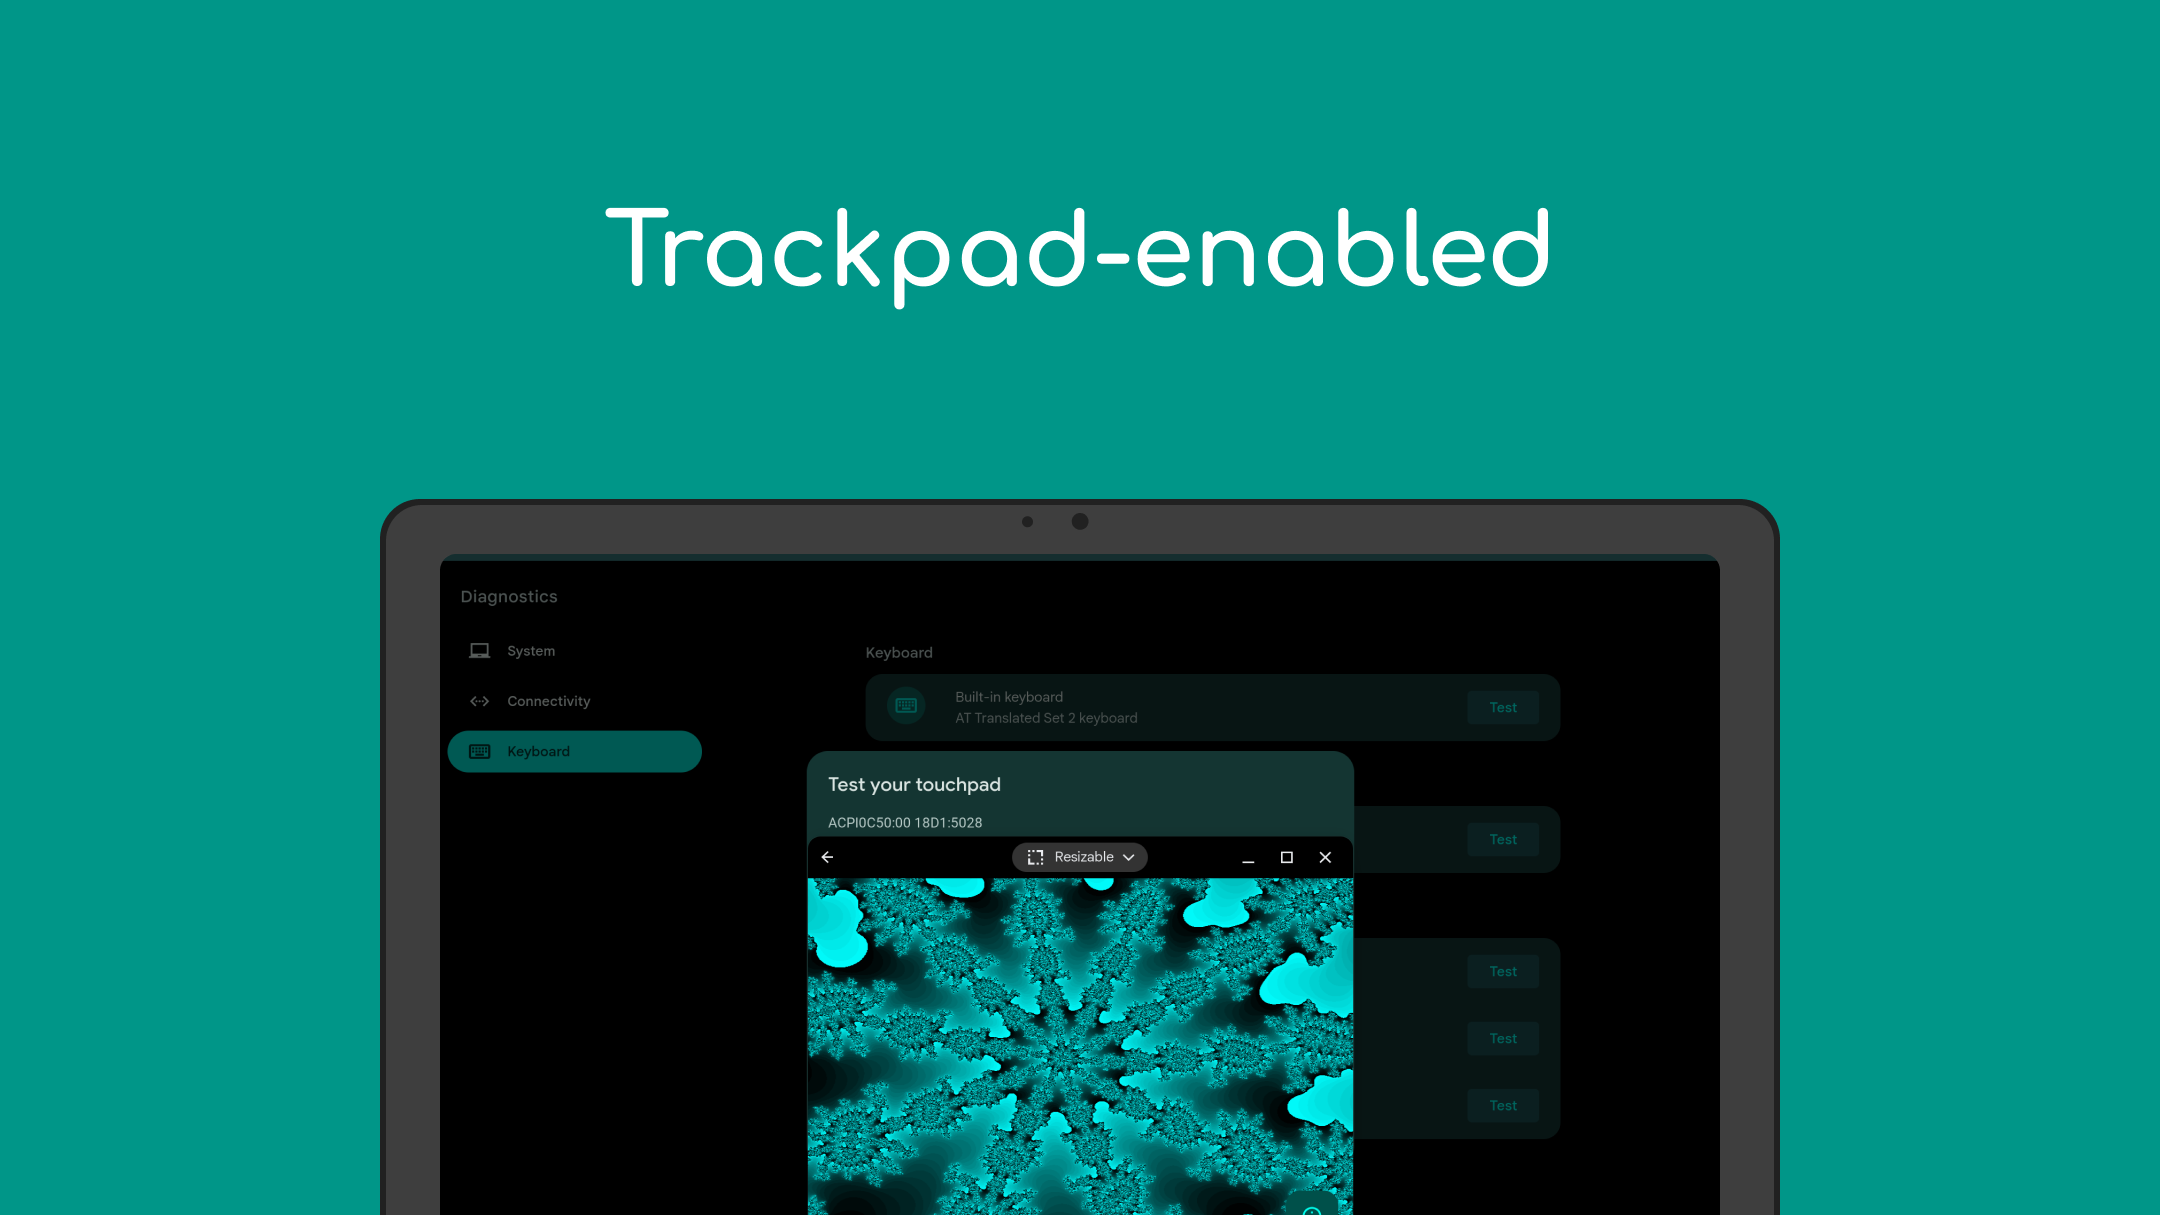 Trackpad-enabled
Diagnostics
System
Connectivity
Keyboard
Keyboard
Built-in keyboard
AT Translated Set 2 keyboard
Test
Test your touchpad
ACPI0C50:00 18D1:5028
Resizable
Test
Test
Test
Test